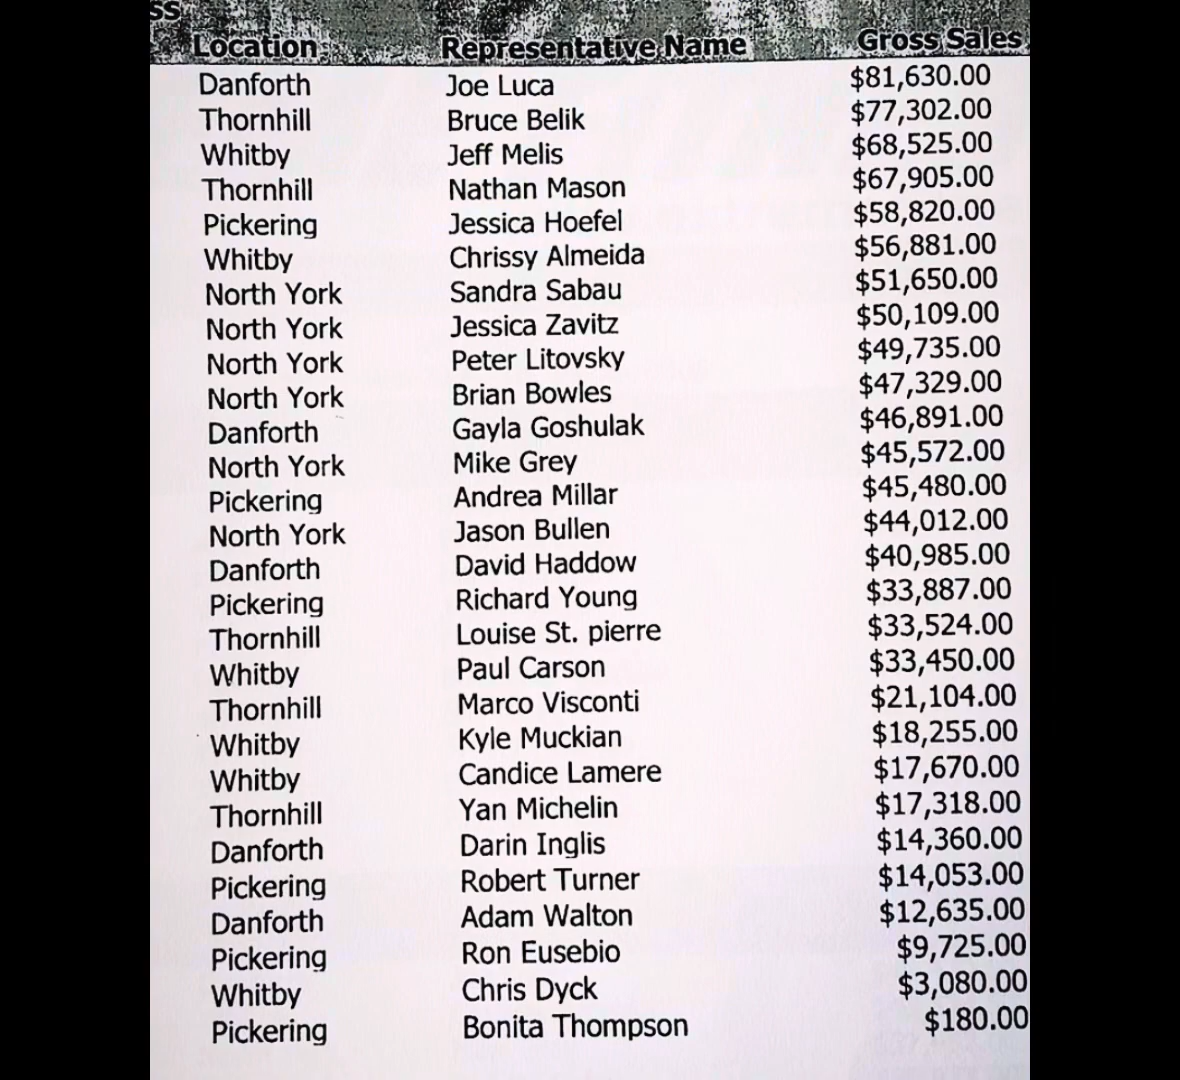 ss
Location Representative Name Gross Sales
Danforth Joe Luca $81,630.00
Thornhill Bruce Belik $77,302.00
Whitby Jeff Melis $68,525.00
Thornhill Nathan Mason $67,905.00
Pickering Jessica Hoefel $58,820.00
Whitby Chrissy Almeida $56,881.00
North York Sandra Sabau $51,650.00
North York Jessica Zavitz $50,109.00
North York Peter Litovsky $49,735.00
North York Brian Bowles $47,329.00
Danforth Gayla Goshulak $46,891.00
North York Mike Grey $45,572.00
Pickering Andrea Millar $45,480.00
North York Jason Bullen $44,012.00
Danforth David Haddow $40,985.00
Pickering Richard Young $33,887.00
Thornhill Louise St. pierre $33,524.00
Whitby Paul Carson $33,450.00
Thornhill Marco Visconti $21,104.00
Whitby Kyle Muckian $18,255.00
Whitby Candice Lamere $17,670.00
Thornhill Yan Michelin $17,318.00
Danforth Darin Inglis $14,360.00
Pickering Robert Turner $14,053.00
Danforth Adam Walton $12,635.00
Pickering Ron Eusebio $9,725.00
Whitby Chris Dyck $3,080.00
Pickering Bonita Thompson $180.00